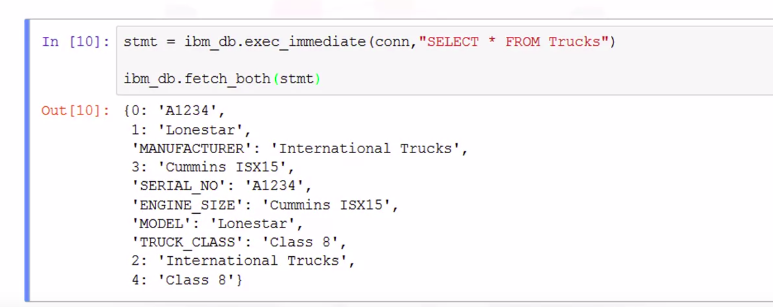 In [10]: stmt = ibm_db.exec_immediate(conn,"SELECT * FROM Trucks")
ibm_db.fetch_both(stmt)
Out[10]: {0: 'A1234',
1: 'Lonestar',
'MANUFACTURER': 'International Trucks',
3: 'Cummins ISX15',
'SERIAL_NO': 'A1234',
'ENGINE_SIZE': 'Cummins ISX15',
'MODEL': 'Lonestar',
'TRUCK_CLASS': 'Class 8',
2: 'International Trucks',
4: 'Class 8'}